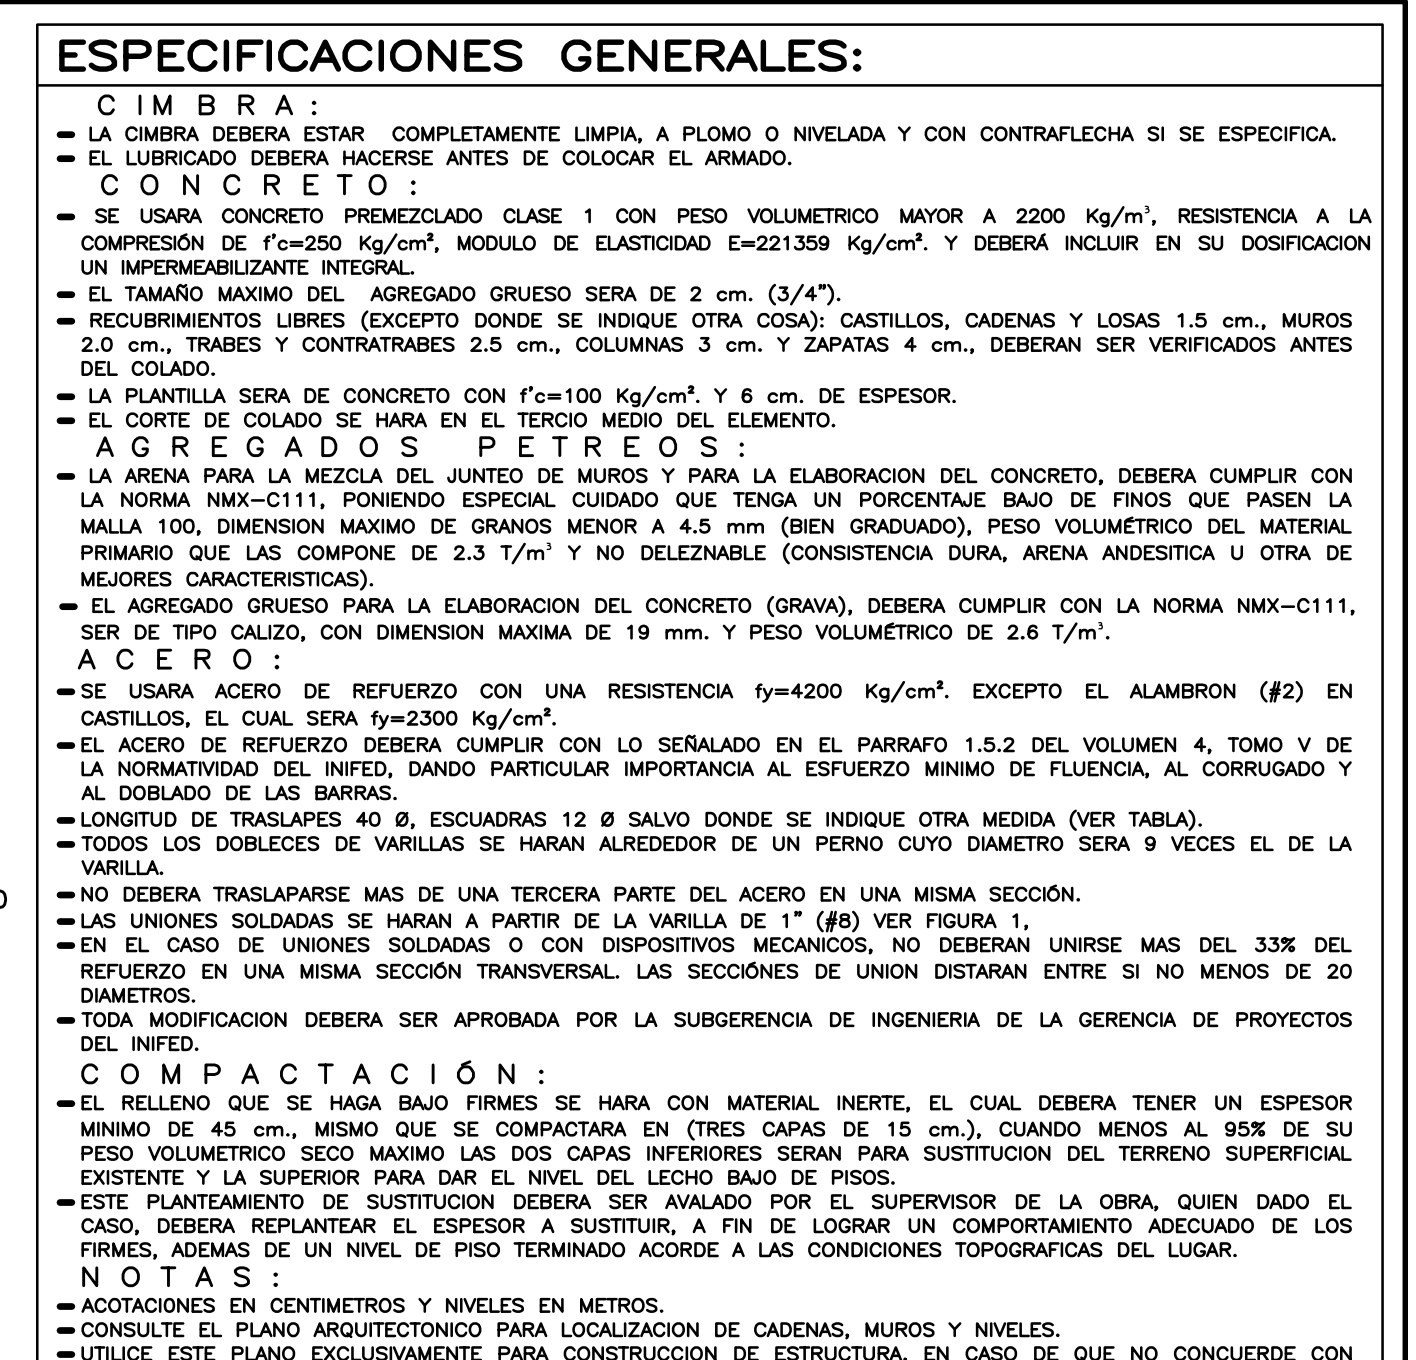 ESPECIFICACIONES GENERALES:
CIMBRA:
- LA CIMBRA DEBERA ESTAR COMPLETAMENTE LIMPIA, A PLOMO O NIVELADA Y CON CONTRAFLECHA SI SE ESPECIFICA.
- EL LUBRICADO DEBERA HACERSE ANTES DE COLOCAR EL ARMADO.
CONCRETO:
- SE USARA CONCRETO PREMEZCLADO CLASE 1 CON PESO VOLUMETRICO MAYOR A 2200 Kg/m³, RESISTENCIA A LA
COMPRESIÓN DE f'c=250 Kg/cm², MODULO DE ELASTICIDAD E=221359 Kg/cm². Y DEBERÁ INCLUIR EN SU DOSIFICACION
UN IMPERMEABILIZANTE INTEGRAL.
- EL TAMAÑO MAXIMO DEL AGREGADO GRUESO SERA DE 2 cm. (3/4").
- RECUBRIMIENTOS LIBRES (EXCEPTO DONDE SE INDIQUE OTRA COSA): CASTILLOS, CADENAS Y LOSAS 1.5 cm., MUROS
2.0 cm., TRABES Y CONTRATRABES 2.5 cm., COLUMNAS 3 cm. Y ZAPATAS 4 cm., DEBERAN SER VERIFICADOS ANTES
DEL COLADO.
- LA PLANTILLA SERA DE CONCRETO CON f'c=100 Kg/cm². Y 6 cm. DE ESPESOR.
- EL CORTE DE COLADO SE HARA EN EL TERCIO MEDIO DEL ELEMENTO.
AGREGADOS PETREOS:
- LA ARENA PARA LA MEZCLA DEL JUNTEO DE MUROS Y PARA LA ELABORACION DEL CONCRETO, DEBERA CUMPLIR CON
LA NORMA NMX-C111, PONIENDO ESPECIAL CUIDADO QUE TENGA UN PORCENTAJE BAJO DE FINOS QUE PASEN LA
MALLA 100, DIMENSION MAXIMO DE GRANOS MENOR A 4.5 mm (BIEN GRADUADO), PESO VOLUMÉTRICO DEL MATERIAL
PRIMARIO QUE LAS COMPONE DE 2.3 T/m³ Y NO DELEZNABLE (CONSISTENCIA DURA, ARENA ANDESITICA U OTRA DE
MEJORES CARACTERISTICAS).
- EL AGREGADO GRUESO PARA LA ELABORACION DEL CONCRETO (GRAVA), DEBERA CUMPLIR CON LA NORMA NMX-C111,
SER DE TIPO CALIZO, CON DIMENSION MAXIMA DE 19 mm. Y PESO VOLUMÉTRICO DE 2.6 T/m³.
ACERO:
- SE USARA ACERO DE REFUERZO CON UNA RESISTENCIA fy=4200 Kg/cm². EXCEPTO EL ALAMBRON (#2) EN
CASTILLOS, EL CUAL SERA fy=2300 Kg/cm².
- EL ACERO DE REFUERZO DEBERA CUMPLIR CON LO SEÑALADO EN EL PARRAFO 1.5.2 DEL VOLUMEN 4, TOMO V DE
LA NORMATIVIDAD DEL INIFED, DANDO PARTICULAR IMPORTANCIA AL ESFUERZO MINIMO DE FLUENCIA, AL CORRUGADO Y
AL DOBLADO DE LAS BARRAS.
- LONGITUD DE TRASLAPES 40 Ø, ESCUADRAS 12 Ø SALVO DONDE SE INDIQUE OTRA MEDIDA (VER TABLA).
- TODOS LOS DOBLECES DE VARILLAS SE HARAN ALREDEDOR DE UN PERNO CUYO DIAMETRO SERA 9 VECES EL DE LA
VARILLA.
- NO DEBERA TRASLAPARSE MAS DE UNA TERCERA PARTE DEL ACERO EN UNA MISMA SECCIÓN.
- LAS UNIONES SOLDADAS SE HARAN A PARTIR DE LA VARILLA DE 1" (#8) VER FIGURA 1,
- EN EL CASO DE UNIONES SOLDADAS O CON DISPOSITIVOS MECANICOS, NO DEBERAN UNIRSE MAS DEL 33% DEL
REFUERZO EN UNA MISMA SECCIÓN TRANSVERSAL. LAS SECCIÓNES DE UNION DISTARAN ENTRE SI NO MENOS DE 20
DIAMETROS.
- TODA MODIFICACION DEBERA SER APROBADA POR LA SUBGERENCIA DE INGENIERIA DE LA GERENCIA DE PROYECTOS
DEL INIFED.
COMPACTACIÓN:
- EL RELLENO QUE SE HAGA BAJO FIRMES SE HARA CON MATERIAL INERTE, EL CUAL DEBERA TENER UN ESPESOR
MINIMO DE 45 cm., MISMO QUE SE COMPACTARA EN (TRES CAPAS DE 15 cm.), CUANDO MENOS AL 95% DE SU
PESO VOLUMETRICO SECO MAXIMO LAS DOS CAPAS INFERIORES SERAN PARA SUSTITUCION DEL TERRENO SUPERFICIAL
EXISTENTE Y LA SUPERIOR PARA DAR EL NIVEL DEL LECHO BAJO DE PISOS.
- ESTE PLANTEAMIENTO DE SUSTITUCION DEBERA SER AVALADO POR EL SUPERVISOR DE LA OBRA, QUIEN DADO EL
CASO, DEBERA REPLANTEAR EL ESPESOR A SUSTITUIR, A FIN DE LOGRAR UN COMPORTAMIENTO ADECUADO DE LOS
FIRMES, ADEMAS DE UN NIVEL DE PISO TERMINADO ACORDE A LAS CONDICIONES TOPOGRAFICAS DEL LUGAR.
NOTAS:
- ACOTACIONES EN CENTIMETROS Y NIVELES EN METROS.
- CONSULTE EL PLANO ARQUITECTONICO PARA LOCALIZACION DE CADENAS, MUROS Y NIVELES.
- UTILICE ESTE PLANO EXCLUSIVAMENTE PARA CONSTRUCCION DE ESTRUCTURA. EN CASO DE QUE NO CONCUERDE CON